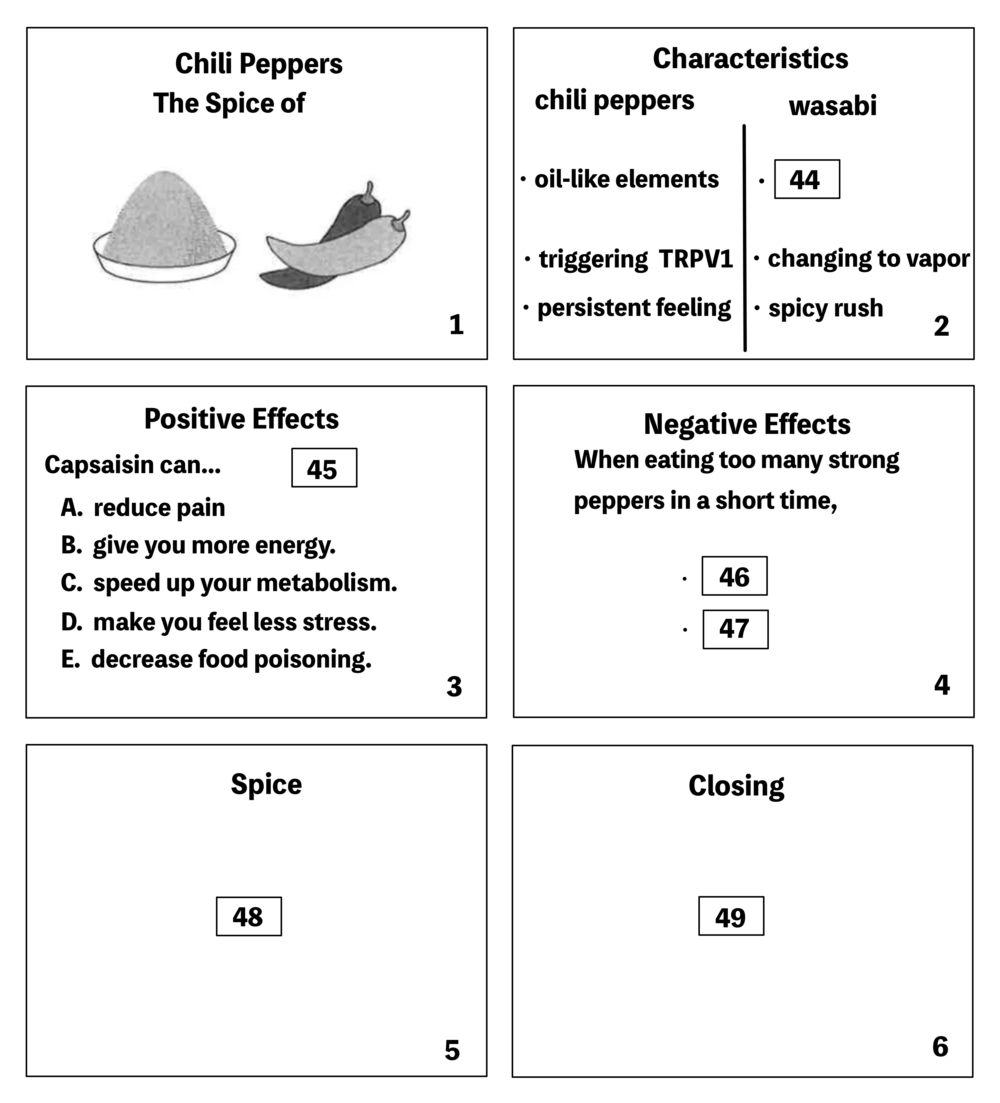 Chili Peppers
The Spice of
1
Characteristics
chili peppers
wasabi
· oil-like elements
· 44
· triggering TRPV1
· changing to vapor
· persistent feeling
· spicy rush
2
Positive Effects
Capsaisin can... 45
A. reduce pain
B. give you more energy.
C. speed up your metabolism.
D. make you feel less stress.
E. decrease food poisoning.
3
Negative Effects
When eating too many strong
peppers in a short time,
· 46
· 47
4
Spice
48
5
Closing
49
6